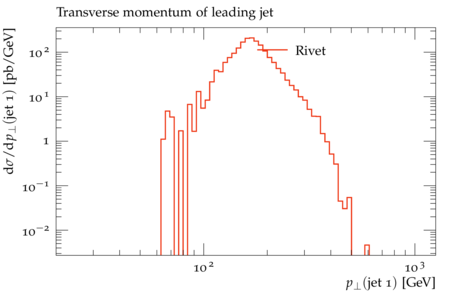 Transverse momentum of leading jet
dσ/dp⊥(jet 1) [pb/GeV]
10²
10¹
1
10⁻¹
10⁻²
Rivet
10²
10³
p⊥(jet 1) [GeV]